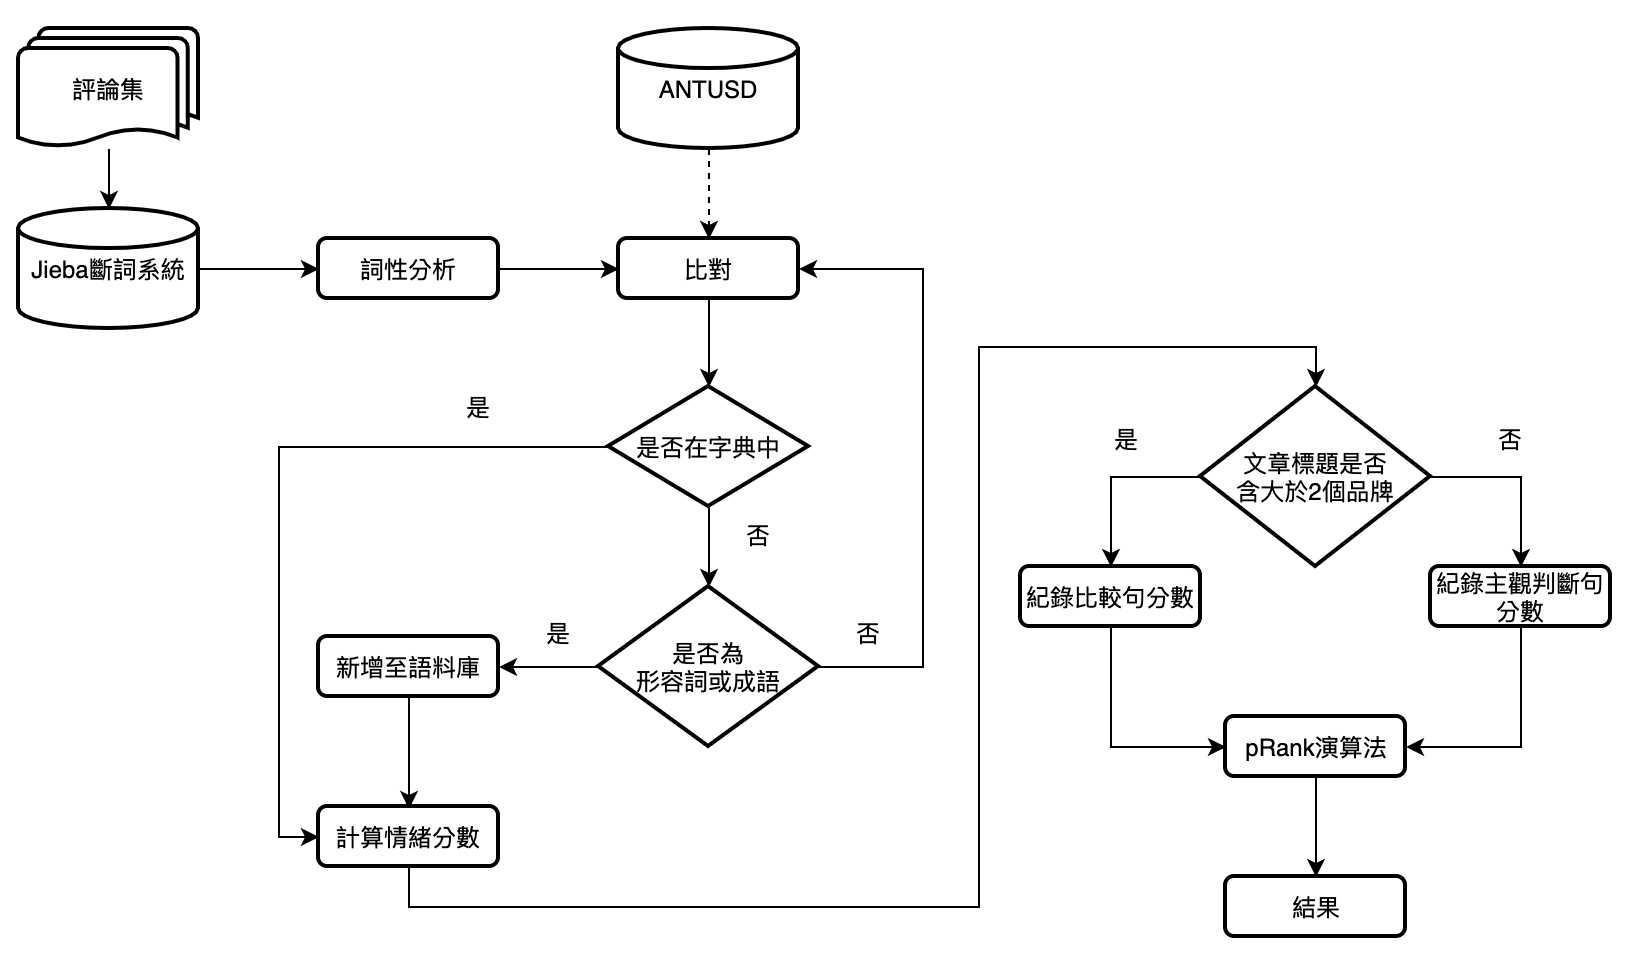 評論集
ANTUSD
Jieba斷詞系統
詞性分析
比對
是
是否在字典中
否
是
否
是否為
形容詞或成語
新增至語料庫
計算情緒分數
是
否
文章標題是否
含大於2個品牌
紀錄比較句分數
紀錄主觀判斷句
分數
pRank演算法
結果